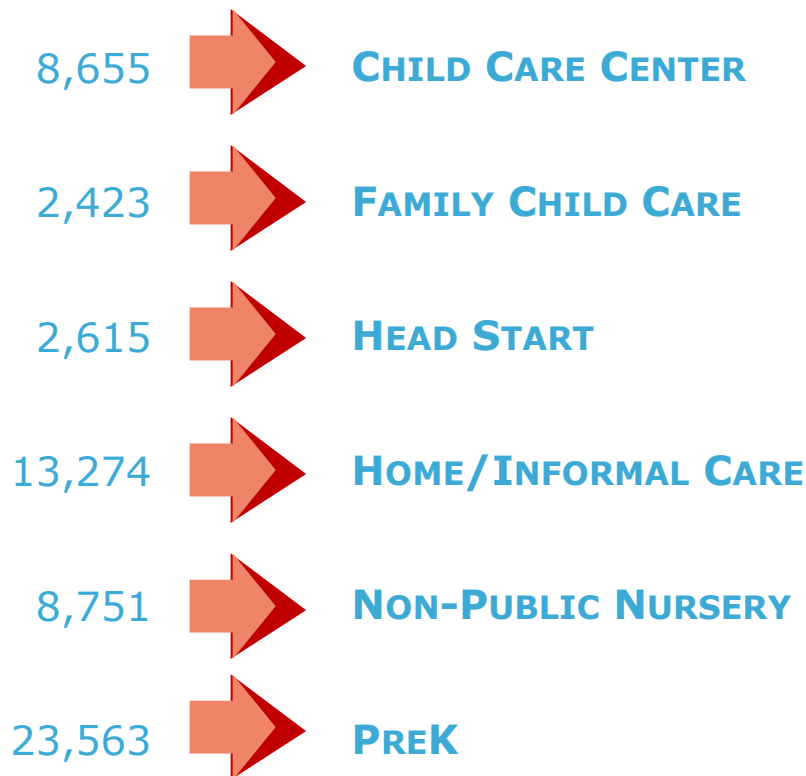 8,655 Child Care Center
2,423 Family Child Care
2,615 Head Start
13,274 Home/Informal Care
8,751 Non-Public Nursery
23,563 PreK